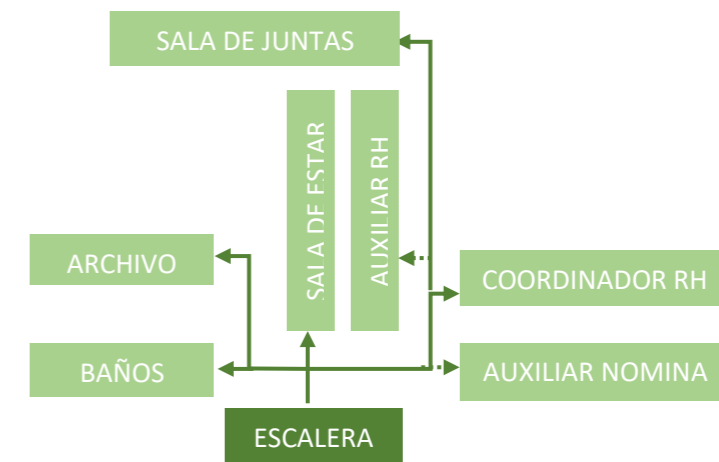 SALA DE JUNTAS
SALA DE ESTAR
AUXILIAR RH
ARCHIVO
COORDINADOR RH
BAÑOS
AUXILIAR NOMINA
ESCALERA